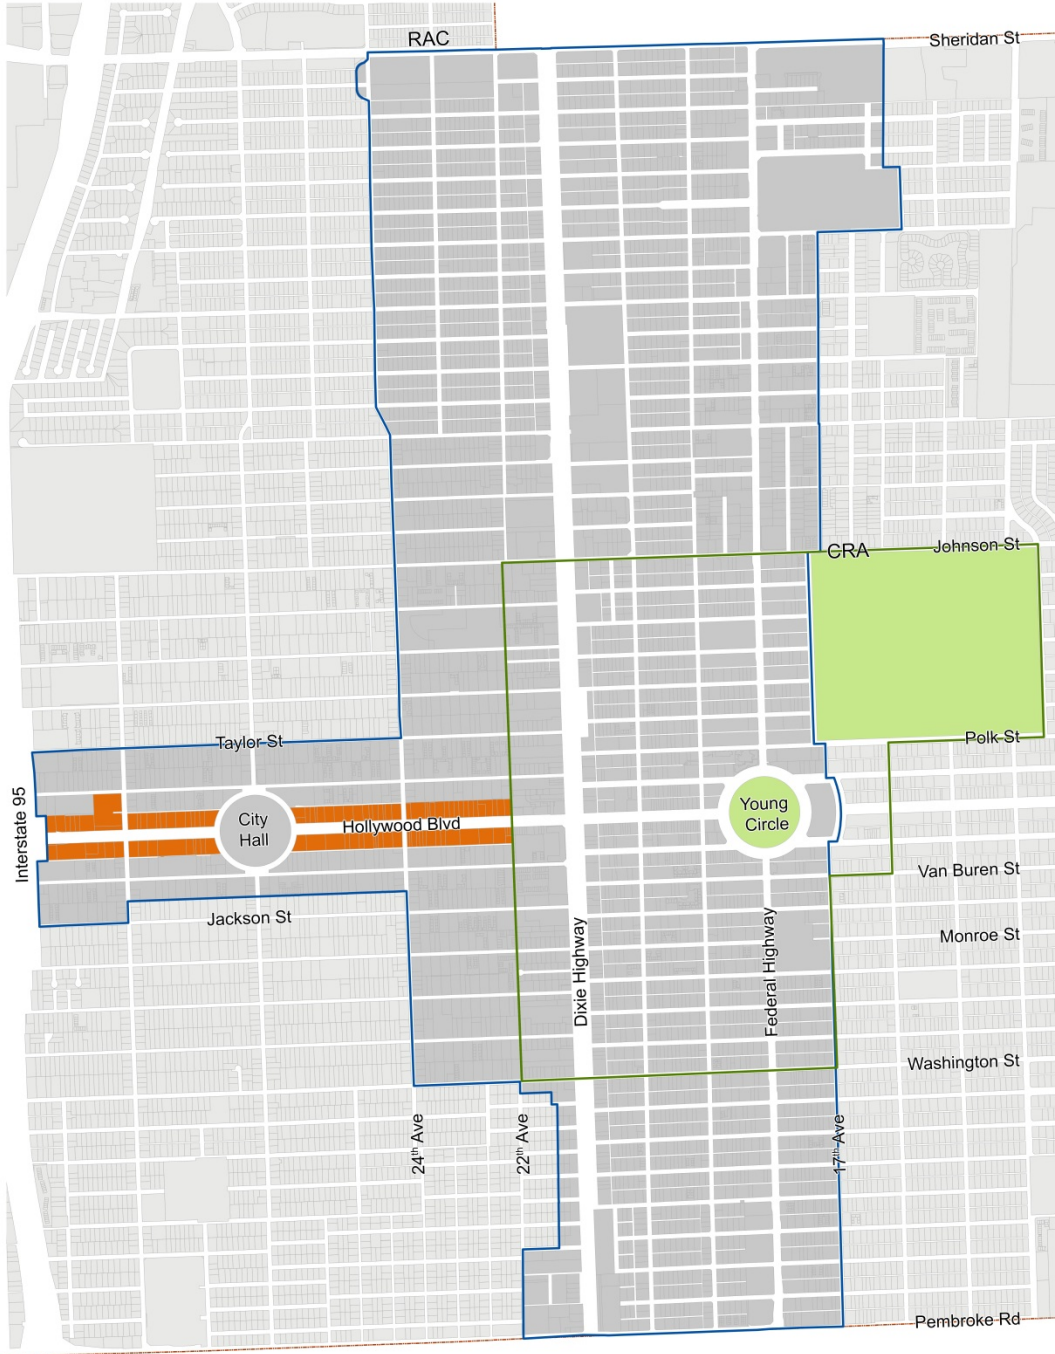 RAC
Sheridan St
CRA
Johnson St
Taylor St
Polk St
Interstate 95
City
Hall
Hollywood Blvd
Young
Circle
Van Buren St
Jackson St
Monroe St
Dixie Highway
Federal Highway
Washington St
24th Ave
22th Ave
17th Ave
Pembroke Rd